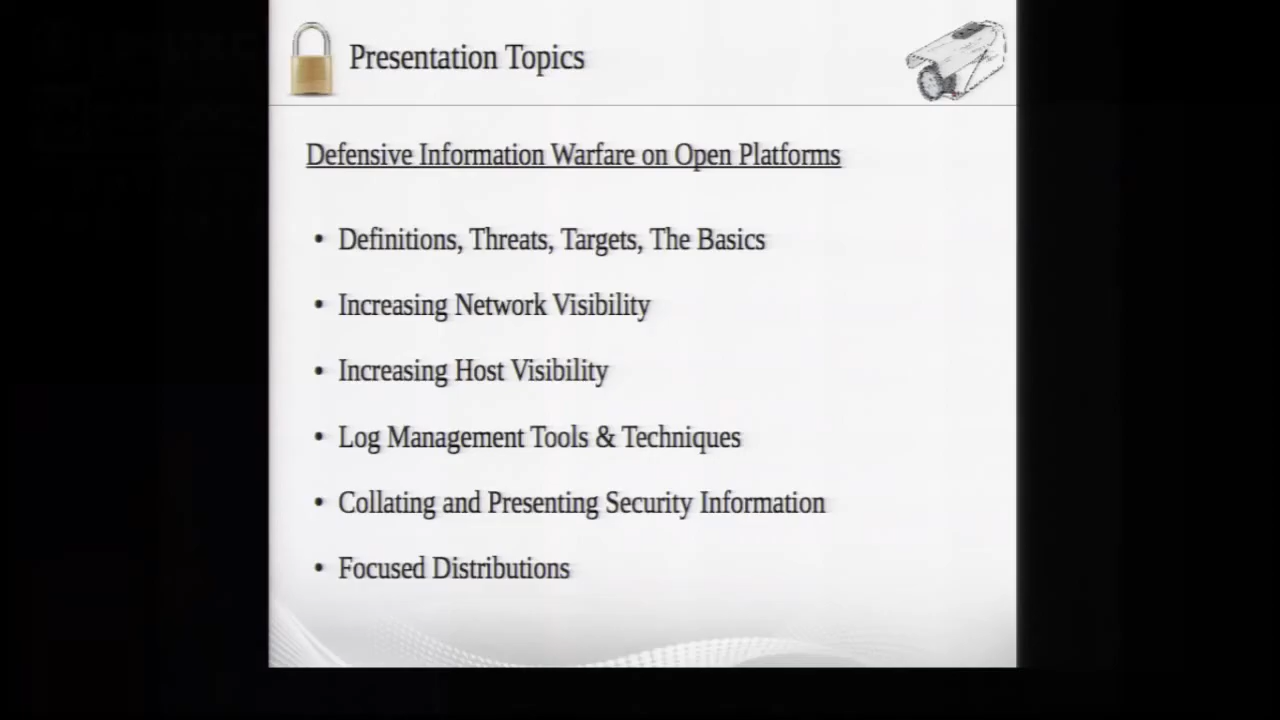 Presentation Topics
Defensive Information Warfare on Open Platforms
• Definitions, Threats, Targets, The Basics
• Increasing Network Visibility
• Increasing Host Visibility
• Log Management Tools & Techniques
• Collating and Presenting Security Information
• Focused Distributions